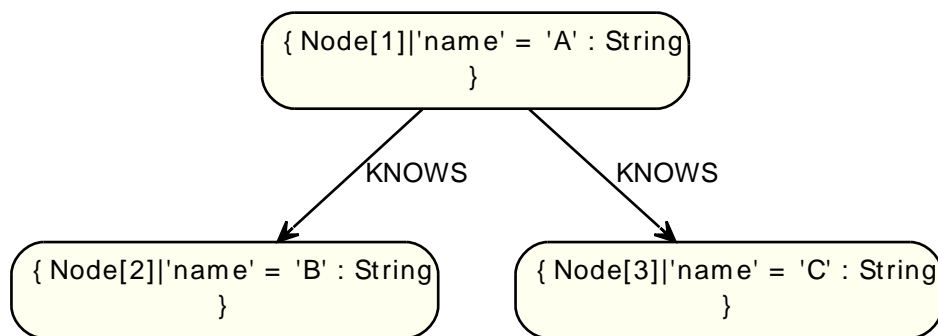 { Node[1]|'name' = 'A' : String
}
KNOWS
KNOWS
{ Node[2]|'name' = 'B' : String
}
{ Node[3]|'name' = 'C' : String
}